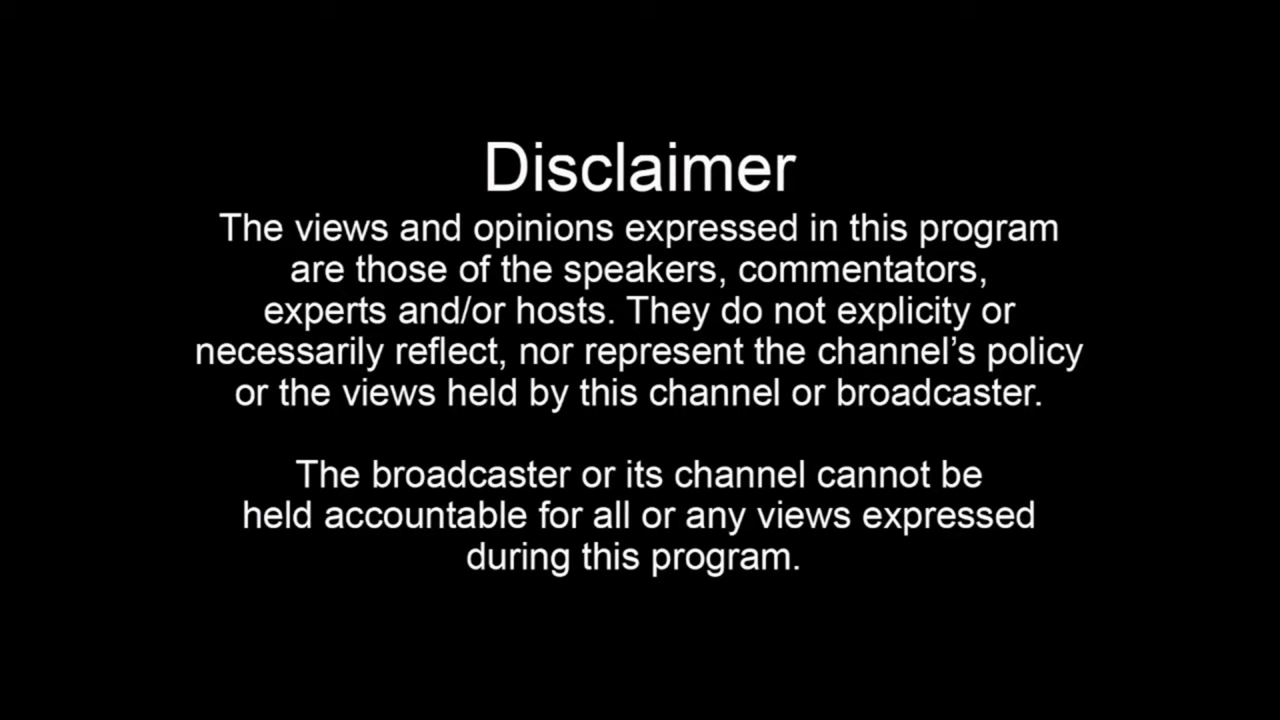 Disclaimer
The views and opinions expressed in this program
are those of the speakers, commentators,
experts and/or hosts. They do not explicity or
necessarily reflect, nor represent the channel's policy
or the views held by this channel or broadcaster.
The broadcaster or its channel cannot be
held accountable for all or any views expressed
during this program.